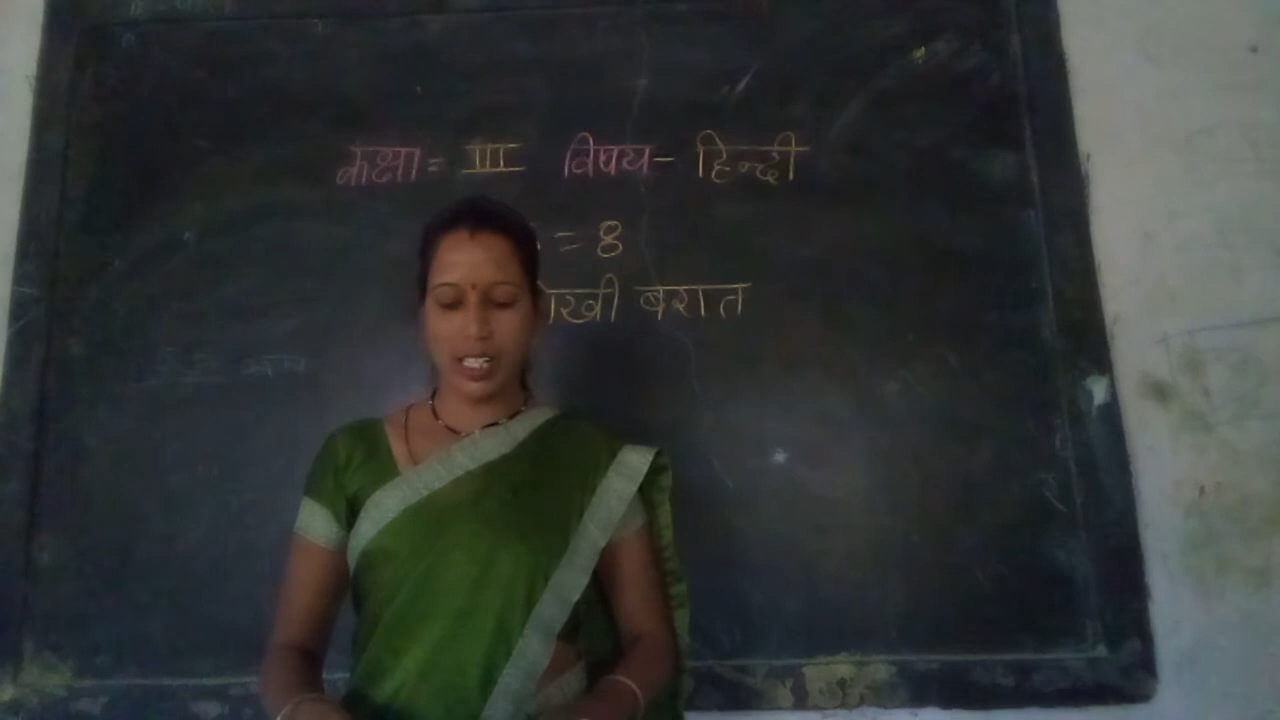 कक्षा = III विषय - हिन्दी
= 8
बरात